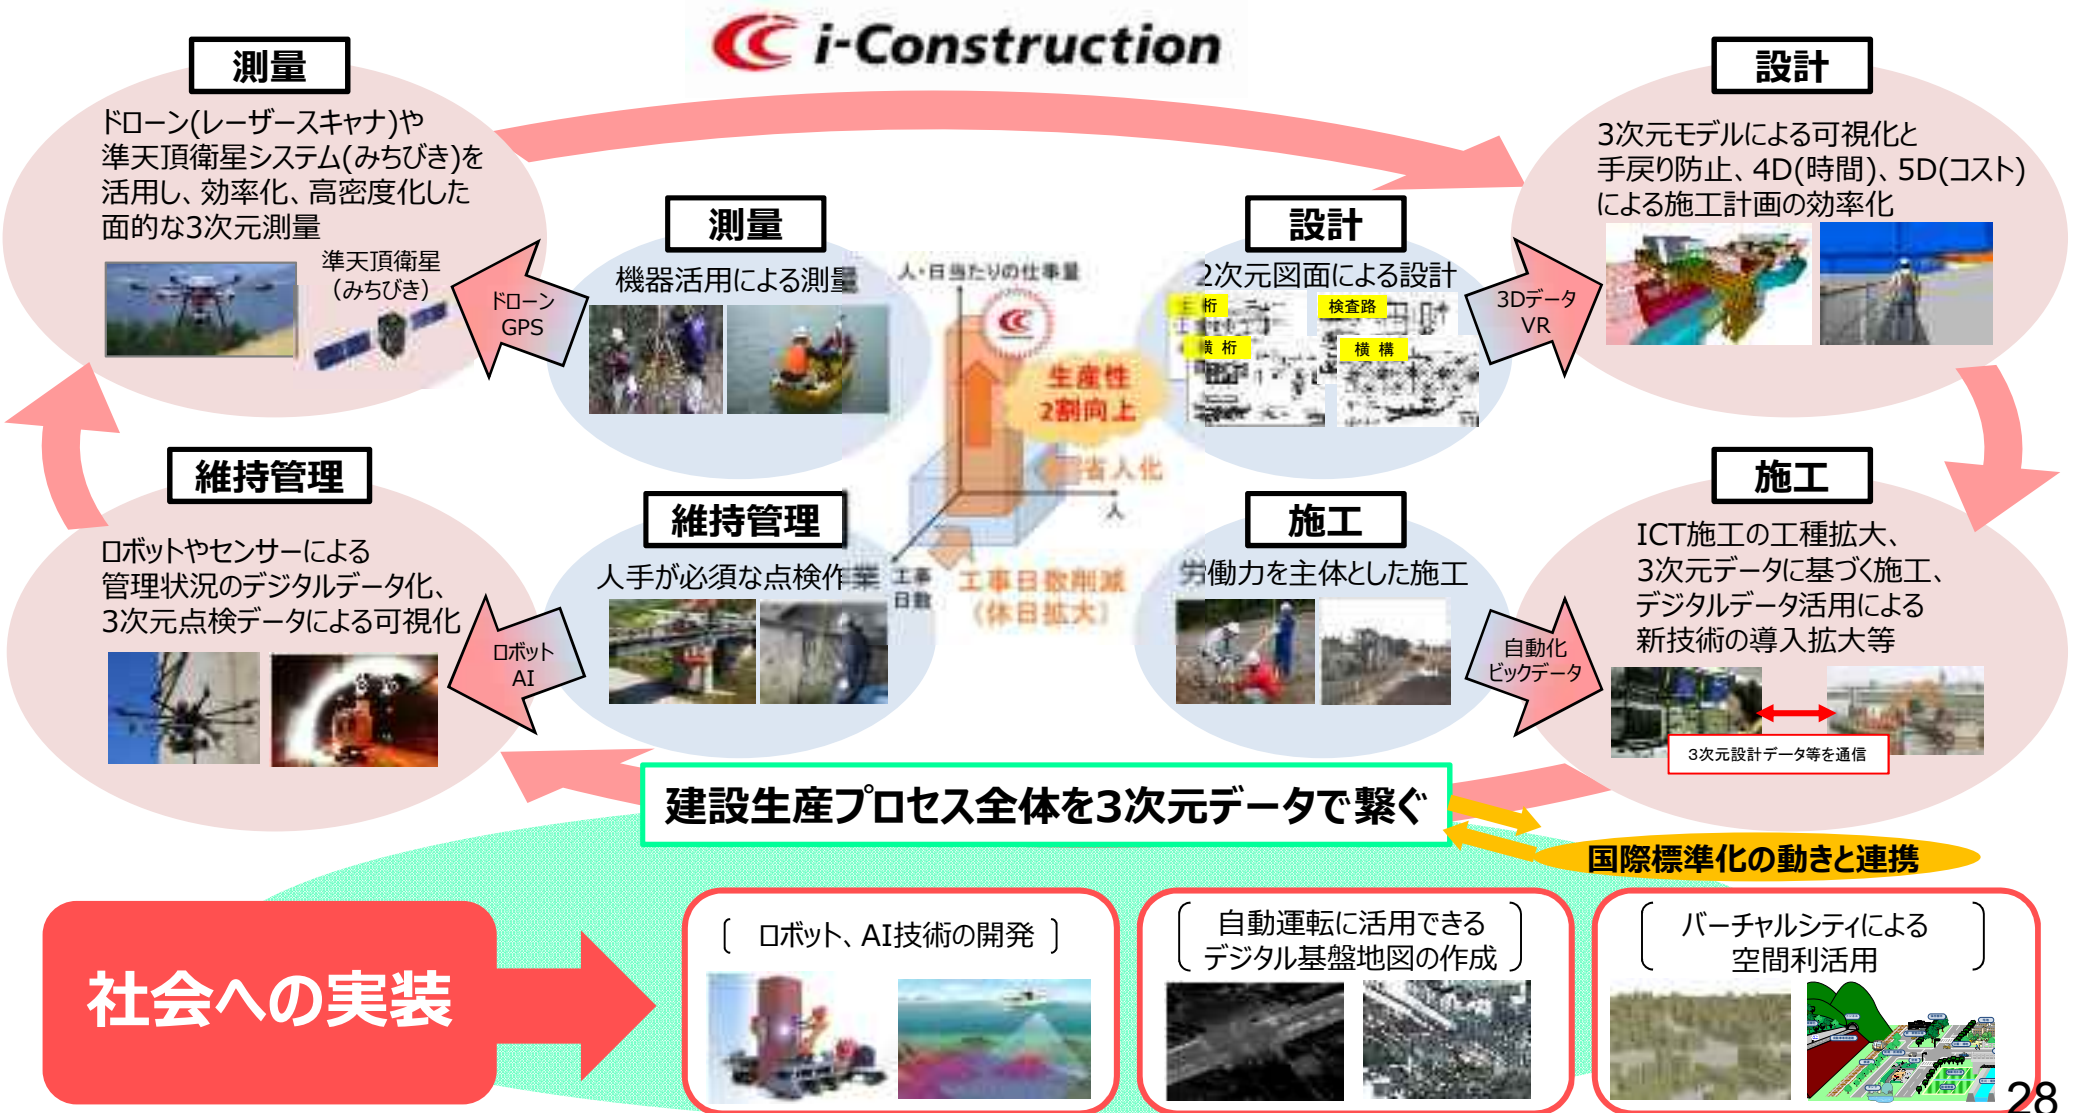 i-Construction
測量
ドローン(レーザースキャナ)や
準天頂衛星システム(みちびき)を
活用し、効率化、高密度化した
面的な3次元測量
準天頂衛星
(みちびき)
ドローン
GPS
測量
機器活用による測量
人・日当たりの仕事量
生産性
2割向上
省人化
人
工事
日数
工事日数削減
(休日拡大)
設計
2次元図面による設計
主桁
検査路
横桁
横構
3Dデータ
VR
設計
3次元モデルによる可視化と
手戻り防止、4D(時間)、5D(コスト)
による施工計画の効率化
維持管理
ロボットやセンサーによる
管理状況のデジタルデータ化、
3次元点検データによる可視化
ロボット
AI
維持管理
人手が必須な点検作業
施工
労働力を主体とした施工
自動化
ビックデータ
施工
ICT施工の工種拡大、
3次元データに基づく施工、
デジタルデータ活用による
新技術の導入拡大等
3次元設計データ等を通信
建設生産プロセス全体を3次元データで繋ぐ
国際標準化の動きと連携
社会への実装
ロボット、AI技術の開発
自動運転に活用できる
デジタル基盤地図の作成
バーチャルシティによる
空間利活用
28